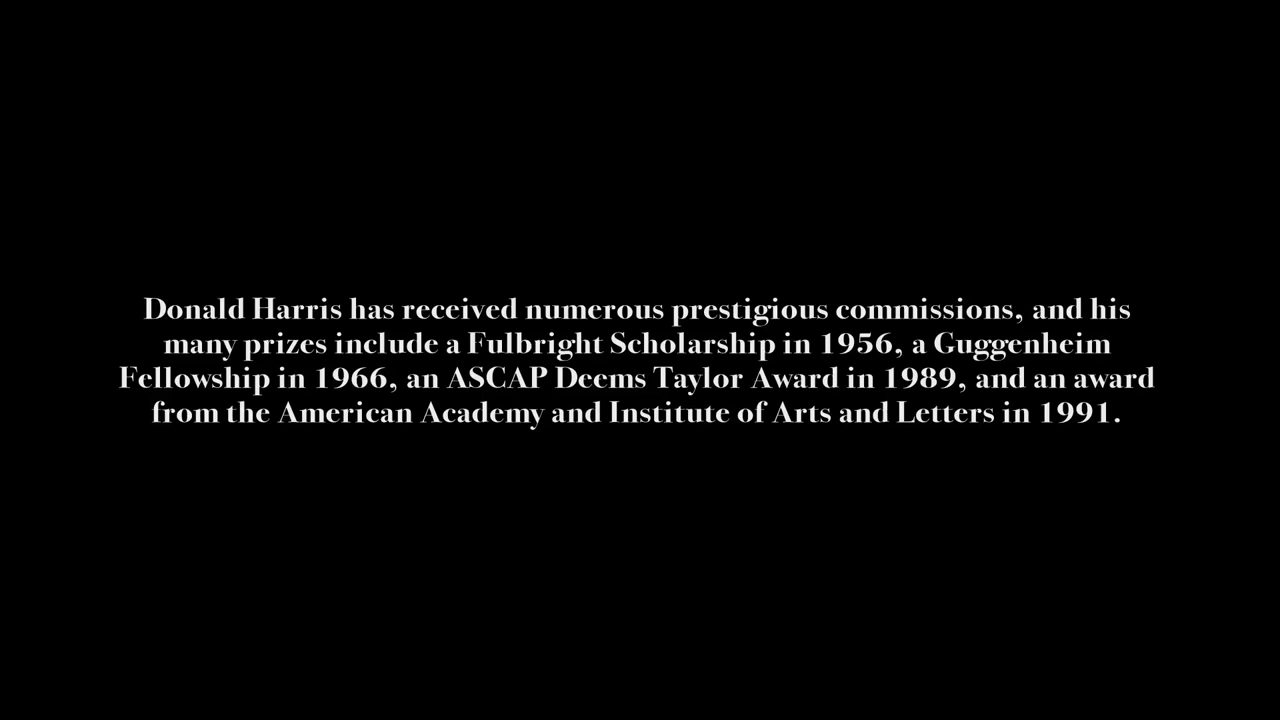 Donald Harris has received numerous prestigious commissions, and his
many prizes include a Fulbright Scholarship in 1956, a Guggenheim
Fellowship in 1966, an ASCAP Deems Taylor Award in 1989, and an award
from the American Academy and Institute of Arts and Letters in 1991.